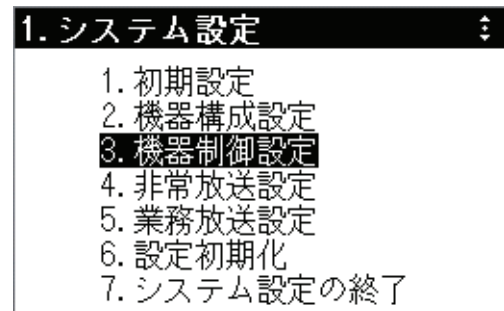 1.システム設定
1.初期設定
2.機器構成設定
3.機器制御設定
4.非常放送設定
5.業務放送設定
6.設定初期化
7.システム設定の終了